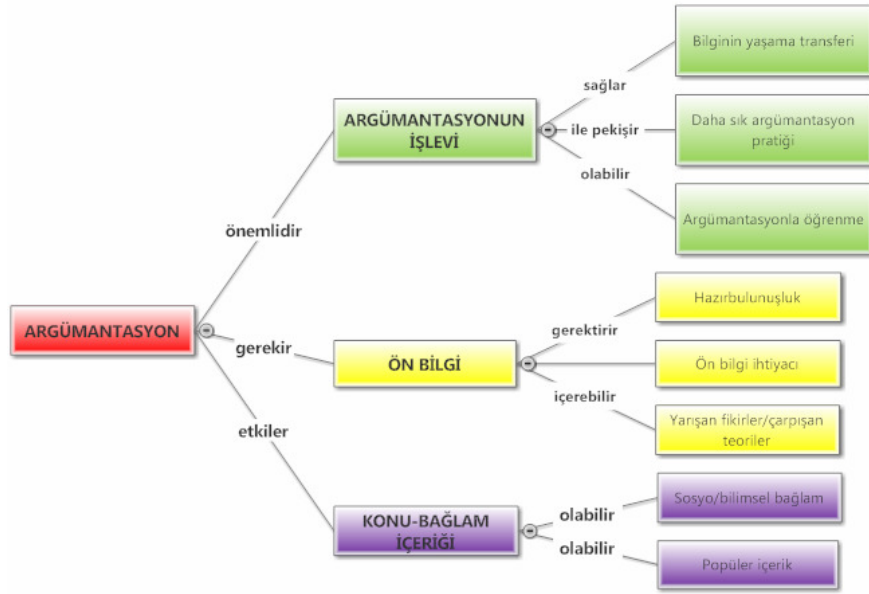 Bilginin yaşama transferi
sağlar
ARGÜMANTASYONUN
İŞLEVİ
ile pekişir
Daha sık argümantasyon
pratiği
olabilir
Argümantasyonla öğrenme
önemlidir
ARGÜMANTASYON
gerekir
ÖN BİLGİ
gerektirir
Hazırbulunuşluk
Ön bilgi ihtiyacı
içerebilir
Yarışan fikirler/çarpışan
teoriler
etkiler
KONU-BAĞLAM
İÇERİĞİ
olabilir
Sosyo/bilimsel bağlam
olabilir
Popüler içerik